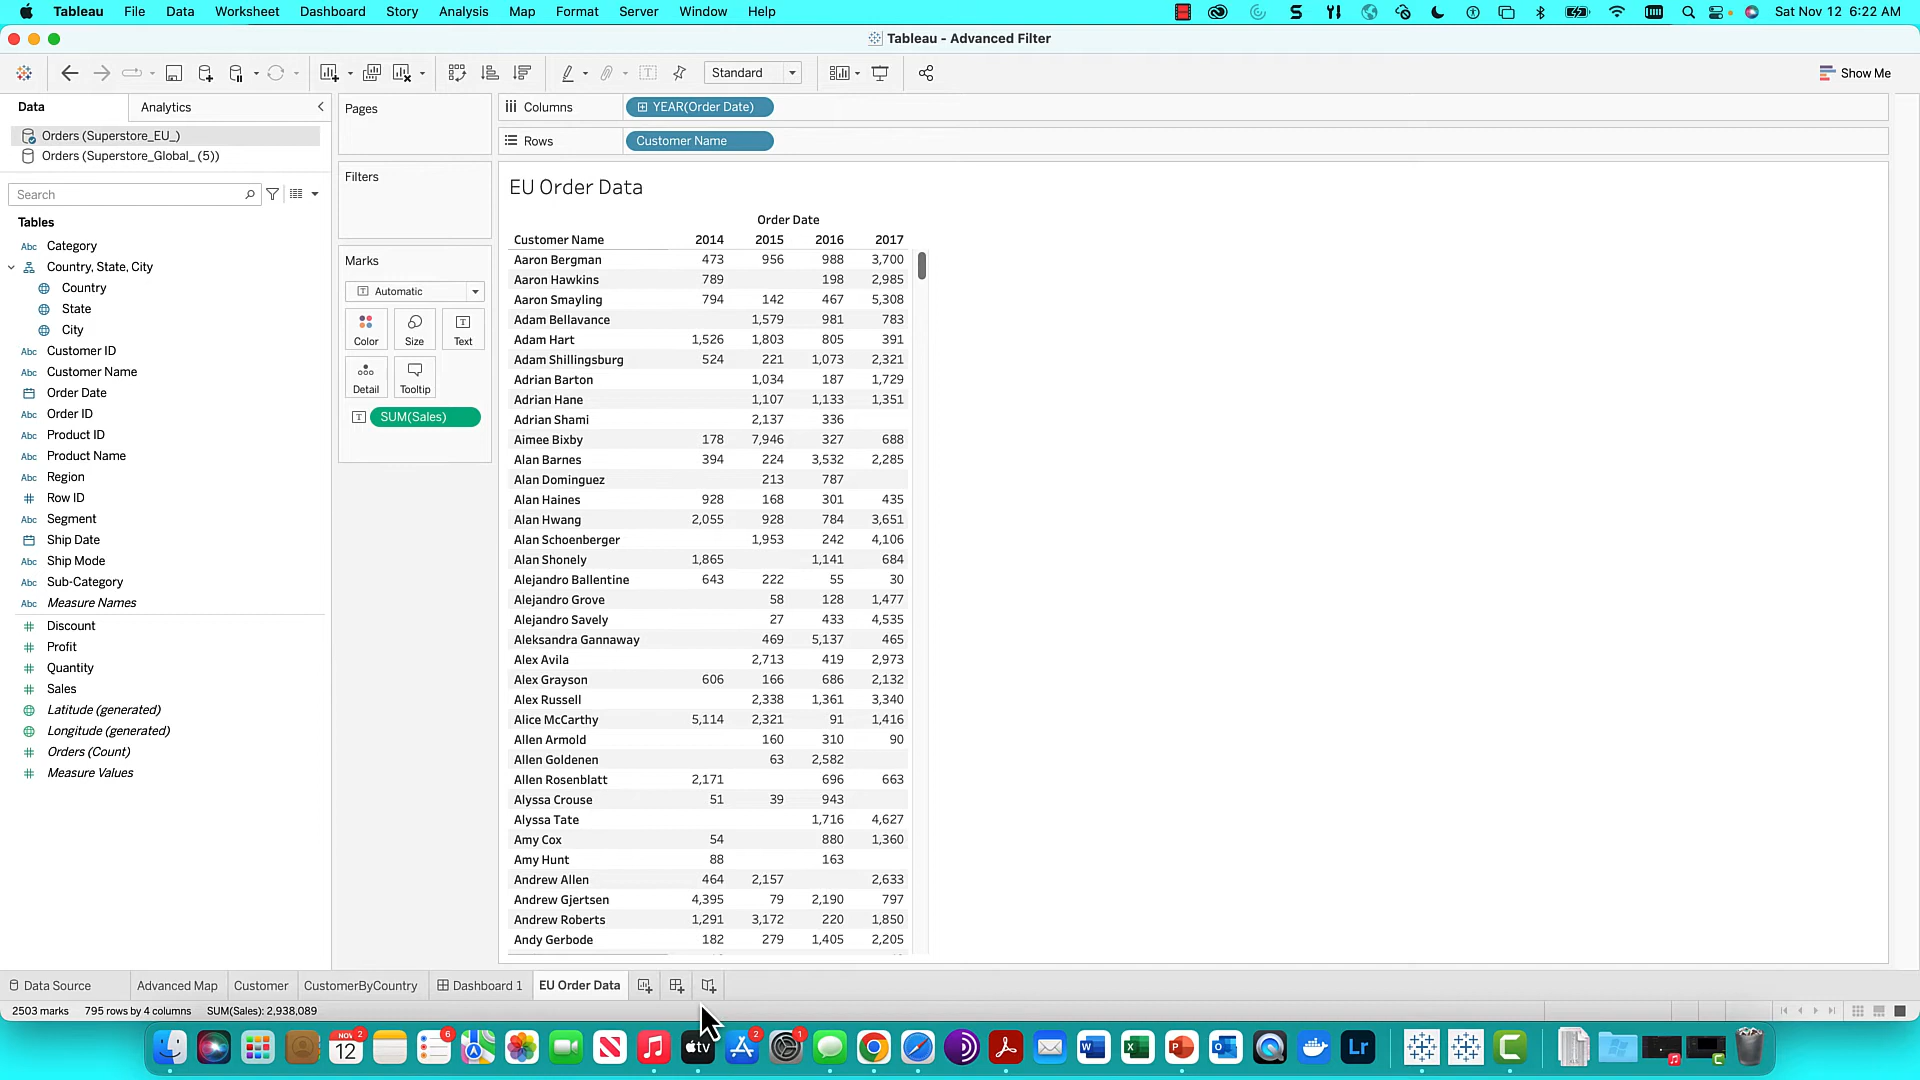 Tableau File Data Worksheet Dashboard Story Analysis Map Format Server Window Help Sat Nov 12 6:22 AM
Tableau - Advanced Filter
Standard Show Me
Data Analytics Pages Columns YEAR(Order Date)
Orders (Superstore_EU_)
Orders (Superstore_Global_ (5))
Rows Customer Name
Filters
Search
Tables
Abc Category
Country, State, City
Country
State
City
Abc Customer ID
Abc Customer Name
Order Date
Abc Order ID
Abc Product ID
Abc Product Name
Abc Region
Row ID
Abc Segment
Ship Date
Abc Ship Mode
Abc Sub-Category
Abc Measure Names
Discount
Profit
Quantity
Sales
Latitude (generated)
Longitude (generated)
Orders (Count)
Measure Values
Marks
Automatic
Color Size Text
Detail Tooltip
SUM(Sales)
EU Order Data
Order Date
Customer Name 2014 2015 2016 2017
Aaron Bergman 473 956 988 3,700
Aaron Hawkins 789 198 2,985
Aaron Smayling 794 142 467 5,308
Adam Bellavance 1,579 981 783
Adam Hart 1,526 1,803 805 391
Adam Shillingsburg 524 221 1,073 2,321
Adrian Barton 1,034 187 1,729
Adrian Hane 1,107 1,133 1,351
Adrian Shami 2,137 336
Aimee Bixby 178 7,946 327 688
Alan Barnes 394 224 3,532 2,285
Alan Dominguez 213 787
Alan Haines 928 168 301 435
Alan Hwang 2,055 928 784 3,651
Alan Schoenberger 1,953 242 4,106
Alan Shonely 1,865 1,141 684
Alejandro Ballentine 643 222 55 30
Alejandro Grove 58 128 1,477
Alejandro Savely 27 433 4,535
Aleksandra Gannaway 469 5,137 465
Alex Avila 2,713 419 2,973
Alex Grayson 606 166 686 2,132
Alex Russell 2,338 1,361 3,340
Alice McCarthy 5,114 2,321 91 1,416
Allen Armold 160 310 90
Allen Goldenen 63 2,582
Allen Rosenblatt 2,171 696 663
Alyssa Crouse 51 39 943
Alyssa Tate 1,716 4,627
Amy Cox 54 880 1,360
Amy Hunt 88 163
Andrew Allen 464 2,157 2,633
Andrew Gjertsen 4,395 79 2,190 797
Andrew Roberts 1,291 3,172 220 1,850
Andy Gerbode 182 279 1,405 2,205
Data Source Advanced Map Customer CustomerByCountry Dashboard 1 EU Order Data
2503 marks 795 rows by 4 columns SUM(Sales): 2,938,089
NOV 12 2 6 tv 2 1 W X P O Lr C